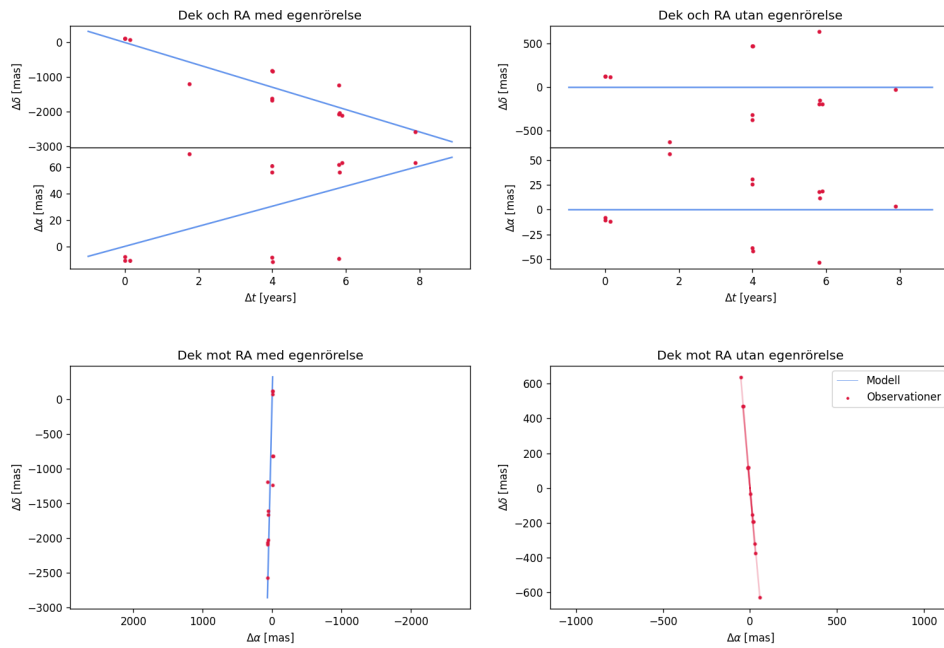 Dek och RA med egenrörelse
Dek och RA utan egenrörelse
0
−1000
−2000
−3000
Δδ [mas]
60
40
20
0
Δα [mas]
0 2 4 6 8
Δt [years]
500
0
−500
Δδ [mas]
50
25
0
−25
−50
Δα [mas]
0 2 4 6 8
Δt [years]
Dek mot RA med egenrörelse
0
−500
−1000
−1500
−2000
−2500
−3000
Δδ [mas]
2000 1000 0 −1000 −2000
Δα [mas]
Dek mot RA utan egenrörelse
Modell
Observationer
600
400
200
0
−200
−400
−600
Δδ [mas]
−1000 −500 0 500 1000
Δα [mas]